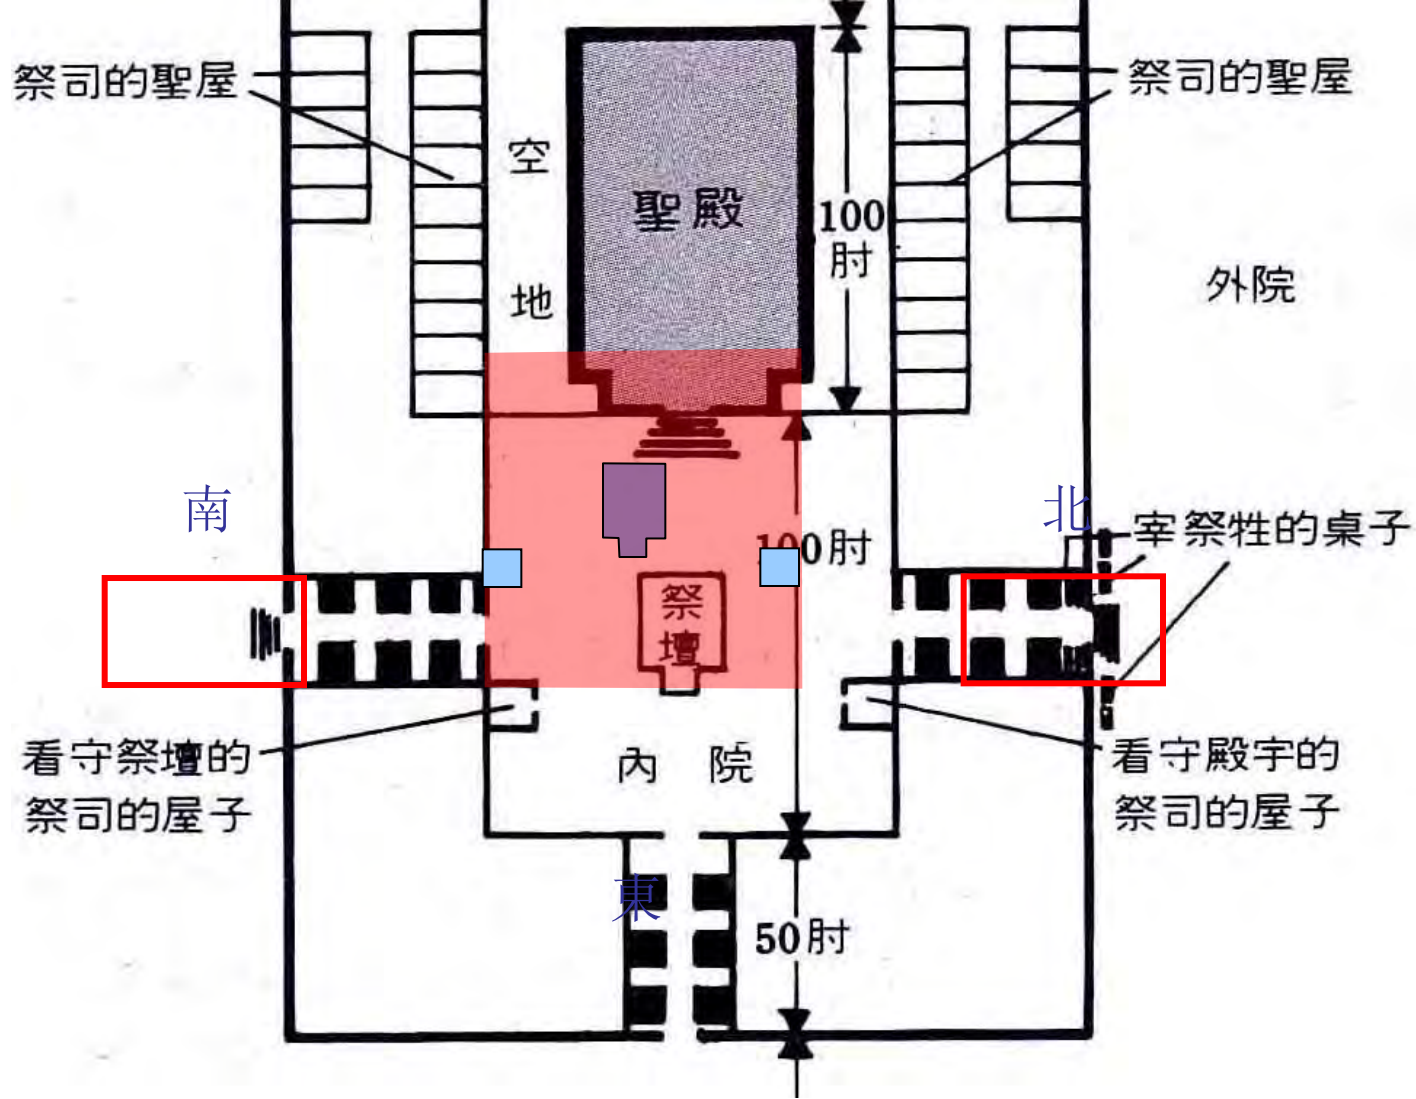 祭司的聖屋
祭司的聖屋
空
地
聖殿
100
肘
外院
南
北
100肘
宰祭牲的桌子
祭
壇
看守祭壇的
祭司的屋子
內院
看守殿宇的
祭司的屋子
東
50肘